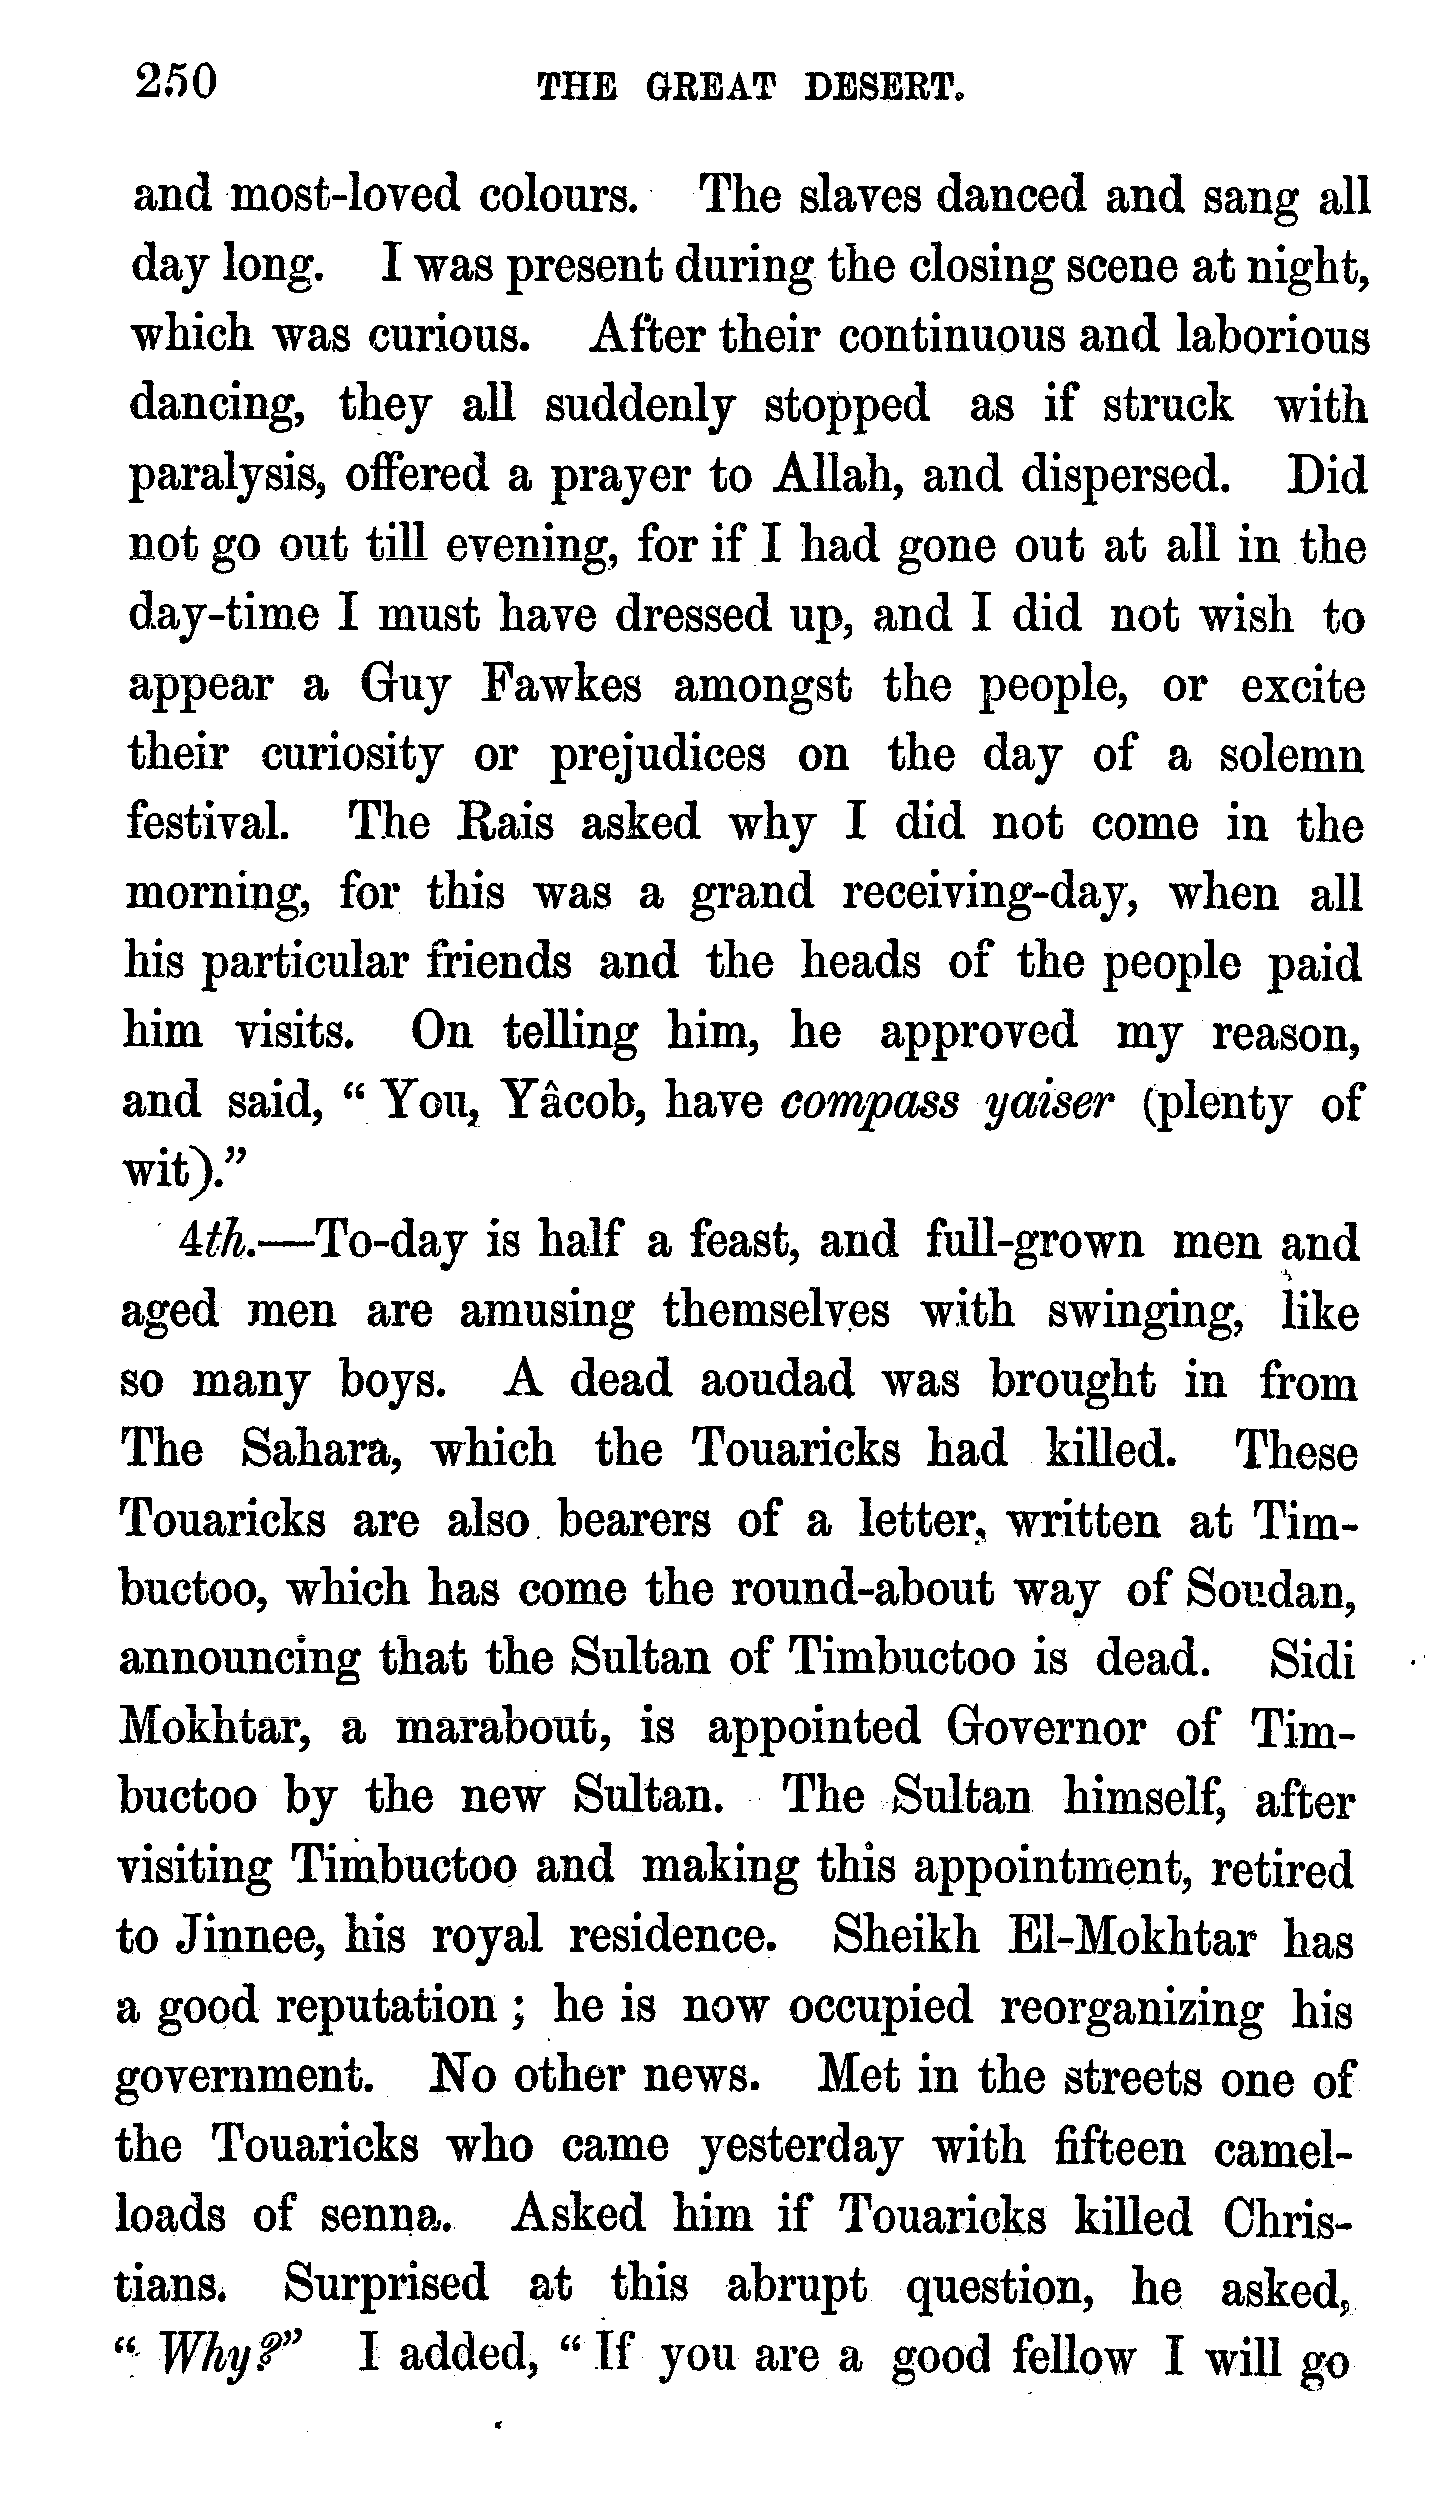 250 THE GREAT DESERT.
and most-loved colours. The slaves danced and sang all
day long. I was present during the closing scene at night,
which was curious. After their continuous and laborious
dancing, they all suddenly stopped as if struck with
paralysis, offered a prayer to Allah, and dispersed. Did
not go out till evening, for if I had gone out at all in the
day-time I must have dressed up, and I did not wish to
appear a Guy Fawkes amongst the people, or excite
their curiosity or prejudices on the day of a solemn
festival. The Rais asked why I did not come in the
morning, for this was a grand receiving-day, when all
his particular friends and the heads of the people paid
him visits. On telling him, he approved my reason,
and said, “ You, Yâcob, have compass yaiser (plenty of
wit).”
4th.—To-day is half a feast, and full-grown men and
aged men are amusing themselves with swinging, like
so many boys. A dead aoudad was brought in from
The Sahara, which the Touaricks had killed. These
Touaricks are also bearers of a letter, written at Tim-
buctoo, which has come the round-about way of Soudan,
announcing that the Sultan of Timbuctoo is dead. Sidi
Mokhtar, a marabout, is appointed Governor of Tim-
buctoo by the new Sultan. The Sultan himself, after
visiting Timbuctoo and making this appointment, retired
to Jinnee, his royal residence. Sheikh El-Mokhtar has
a good reputation ; he is now occupied reorganizing his
government. No other news. Met in the streets one of
the Touaricks who came yesterday with fifteen camel-
loads of senna. Asked him if Touaricks killed Chris-
tians. Surprised at this abrupt question, he asked,
“ Why?” I added, “ If you are a good fellow I will go